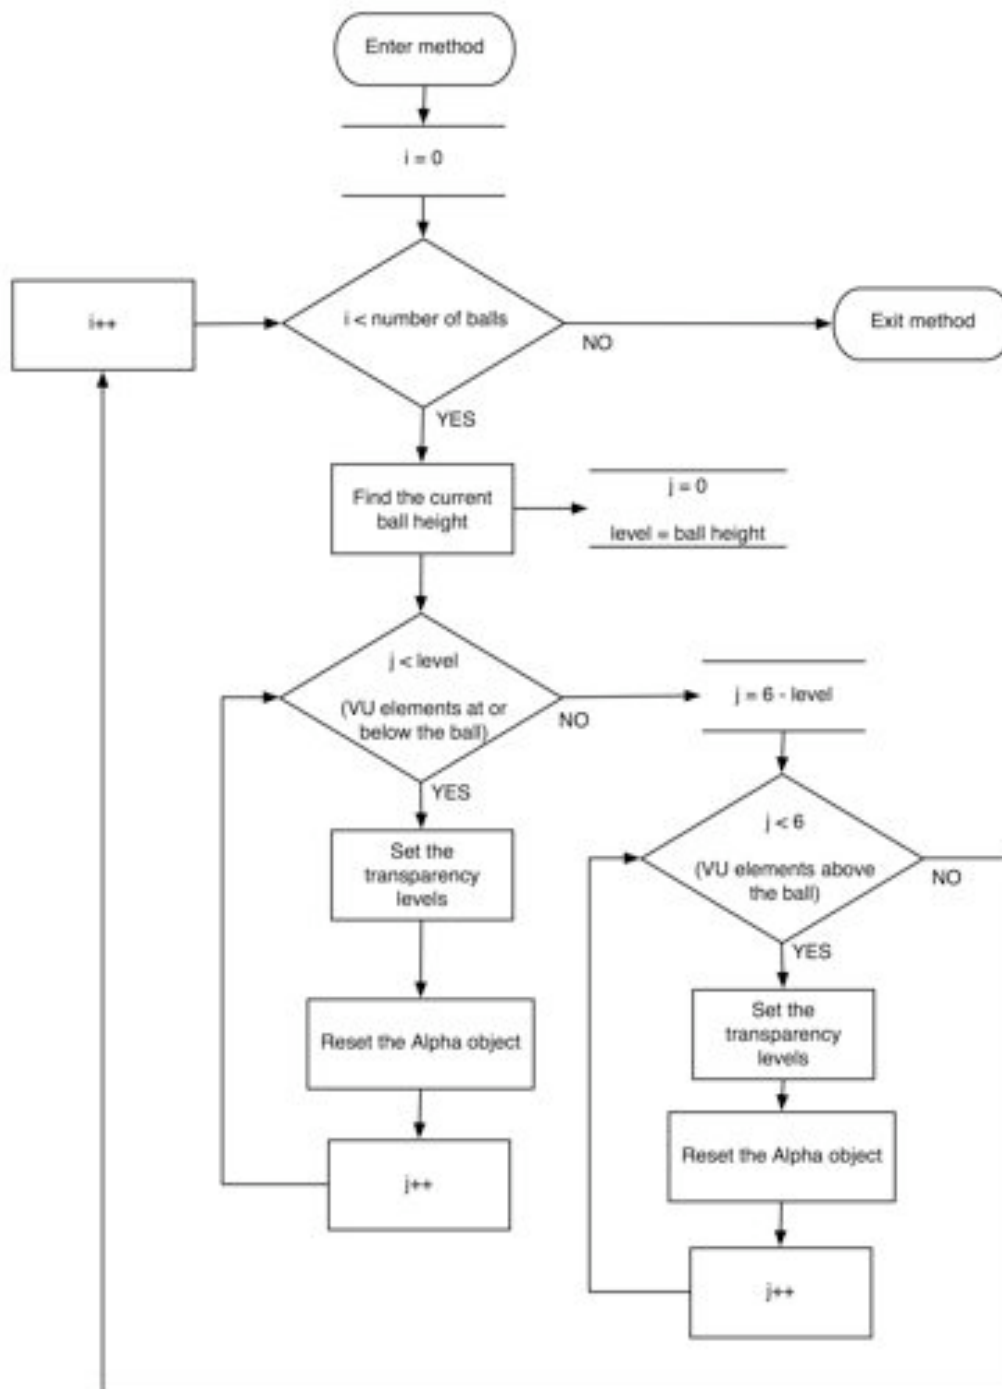 Enter method
i = 0
i++
i < number of balls
NO
Exit method
YES
Find the current
ball height
j = 0
level = ball height
j < level
(VU elements at or
below the ball)
NO
j = 6 - level
YES
Set the
transparency
levels
j < 6
(VU elements above
the ball)
NO
YES
Reset the Alpha object
Set the
transparency
levels
j++
Reset the Alpha object
j++